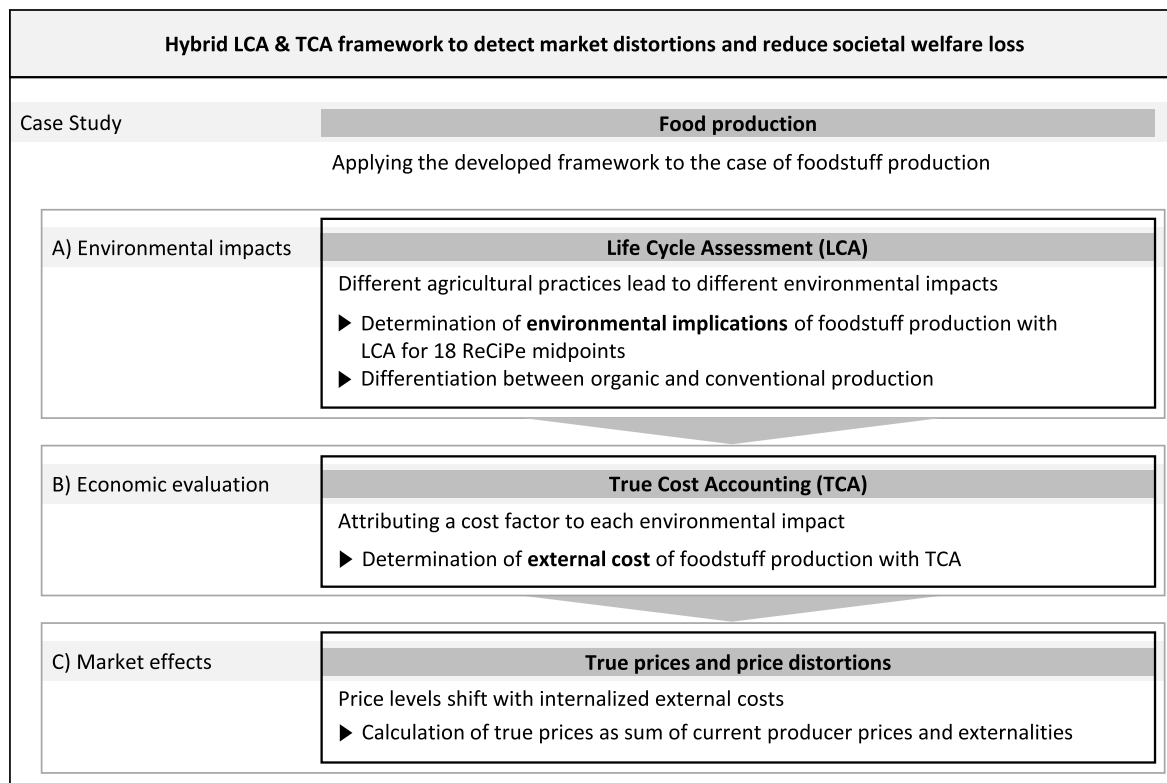 Hybrid LCA & TCA framework to detect market distortions and reduce societal welfare loss
Case Study
Food production
Applying the developed framework to the case of foodstuff production
A) Environmental impacts
Life Cycle Assessment (LCA)
Different agricultural practices lead to different environmental impacts
Determination of environmental implications of foodstuff production with
LCA for 18 ReCiPe midpoints
Differentiation between organic and conventional production
B) Economic evaluation
True Cost Accounting (TCA)
Attributing a cost factor to each environmental impact
Determination of external cost of foodstuff production with TCA
C) Market effects
True prices and price distortions
Price levels shift with internalized external costs
Calculation of true prices as sum of current producer prices and externalities